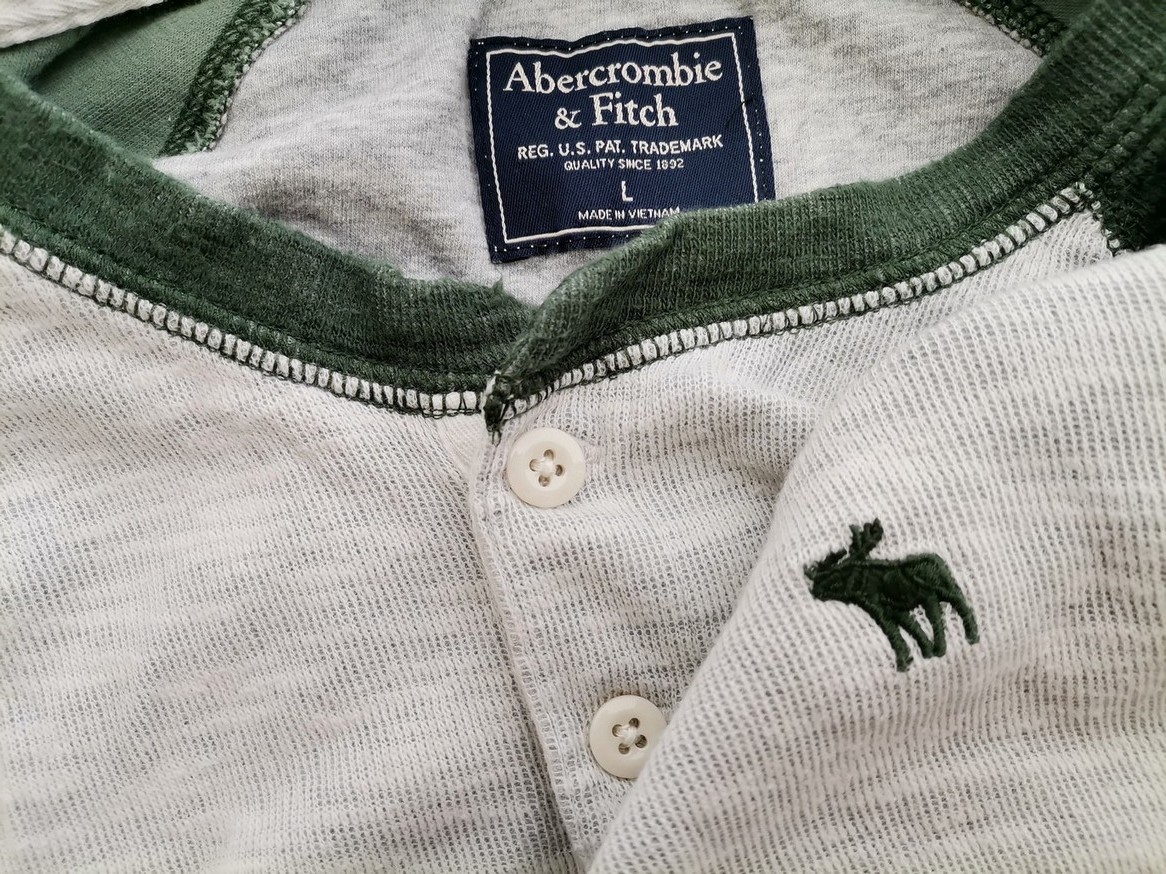 Abercrombie
& Fitch
REG. U.S. PAT. TRADEMARK
QUALITY SINCE 1892
L
MADE IN VIETNAM